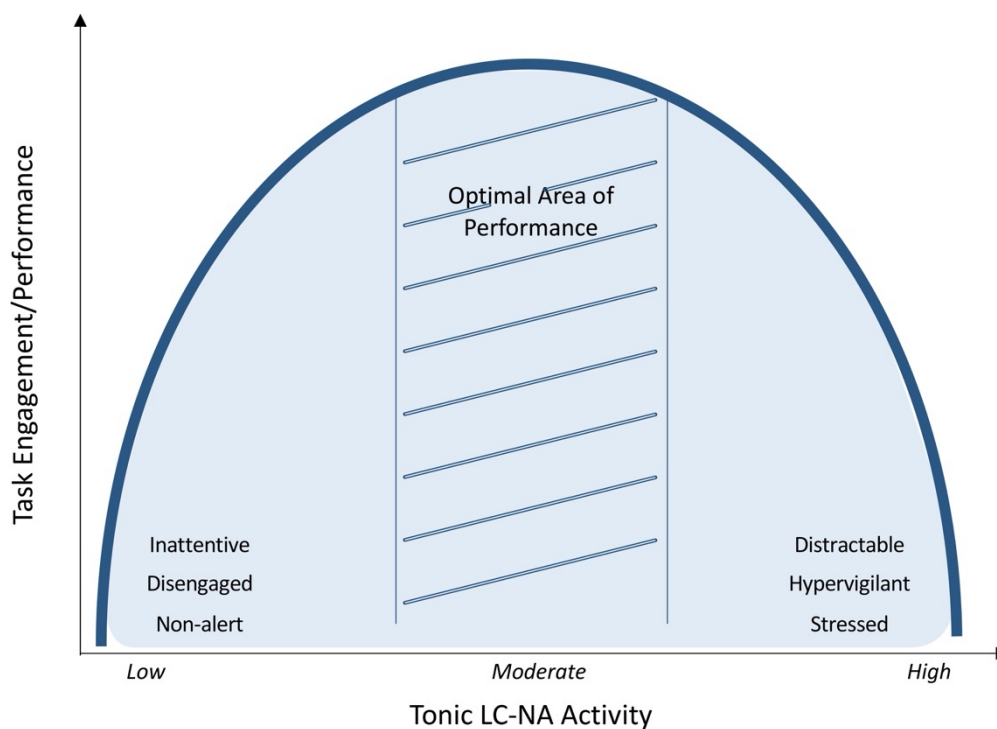 Task Engagement/Performance
Optimal Area of
Performance
Inattentive
Disengaged
Non-alert
Distractable
Hypervigilant
Stressed
Low
Moderate
High
Tonic LC-NA Activity